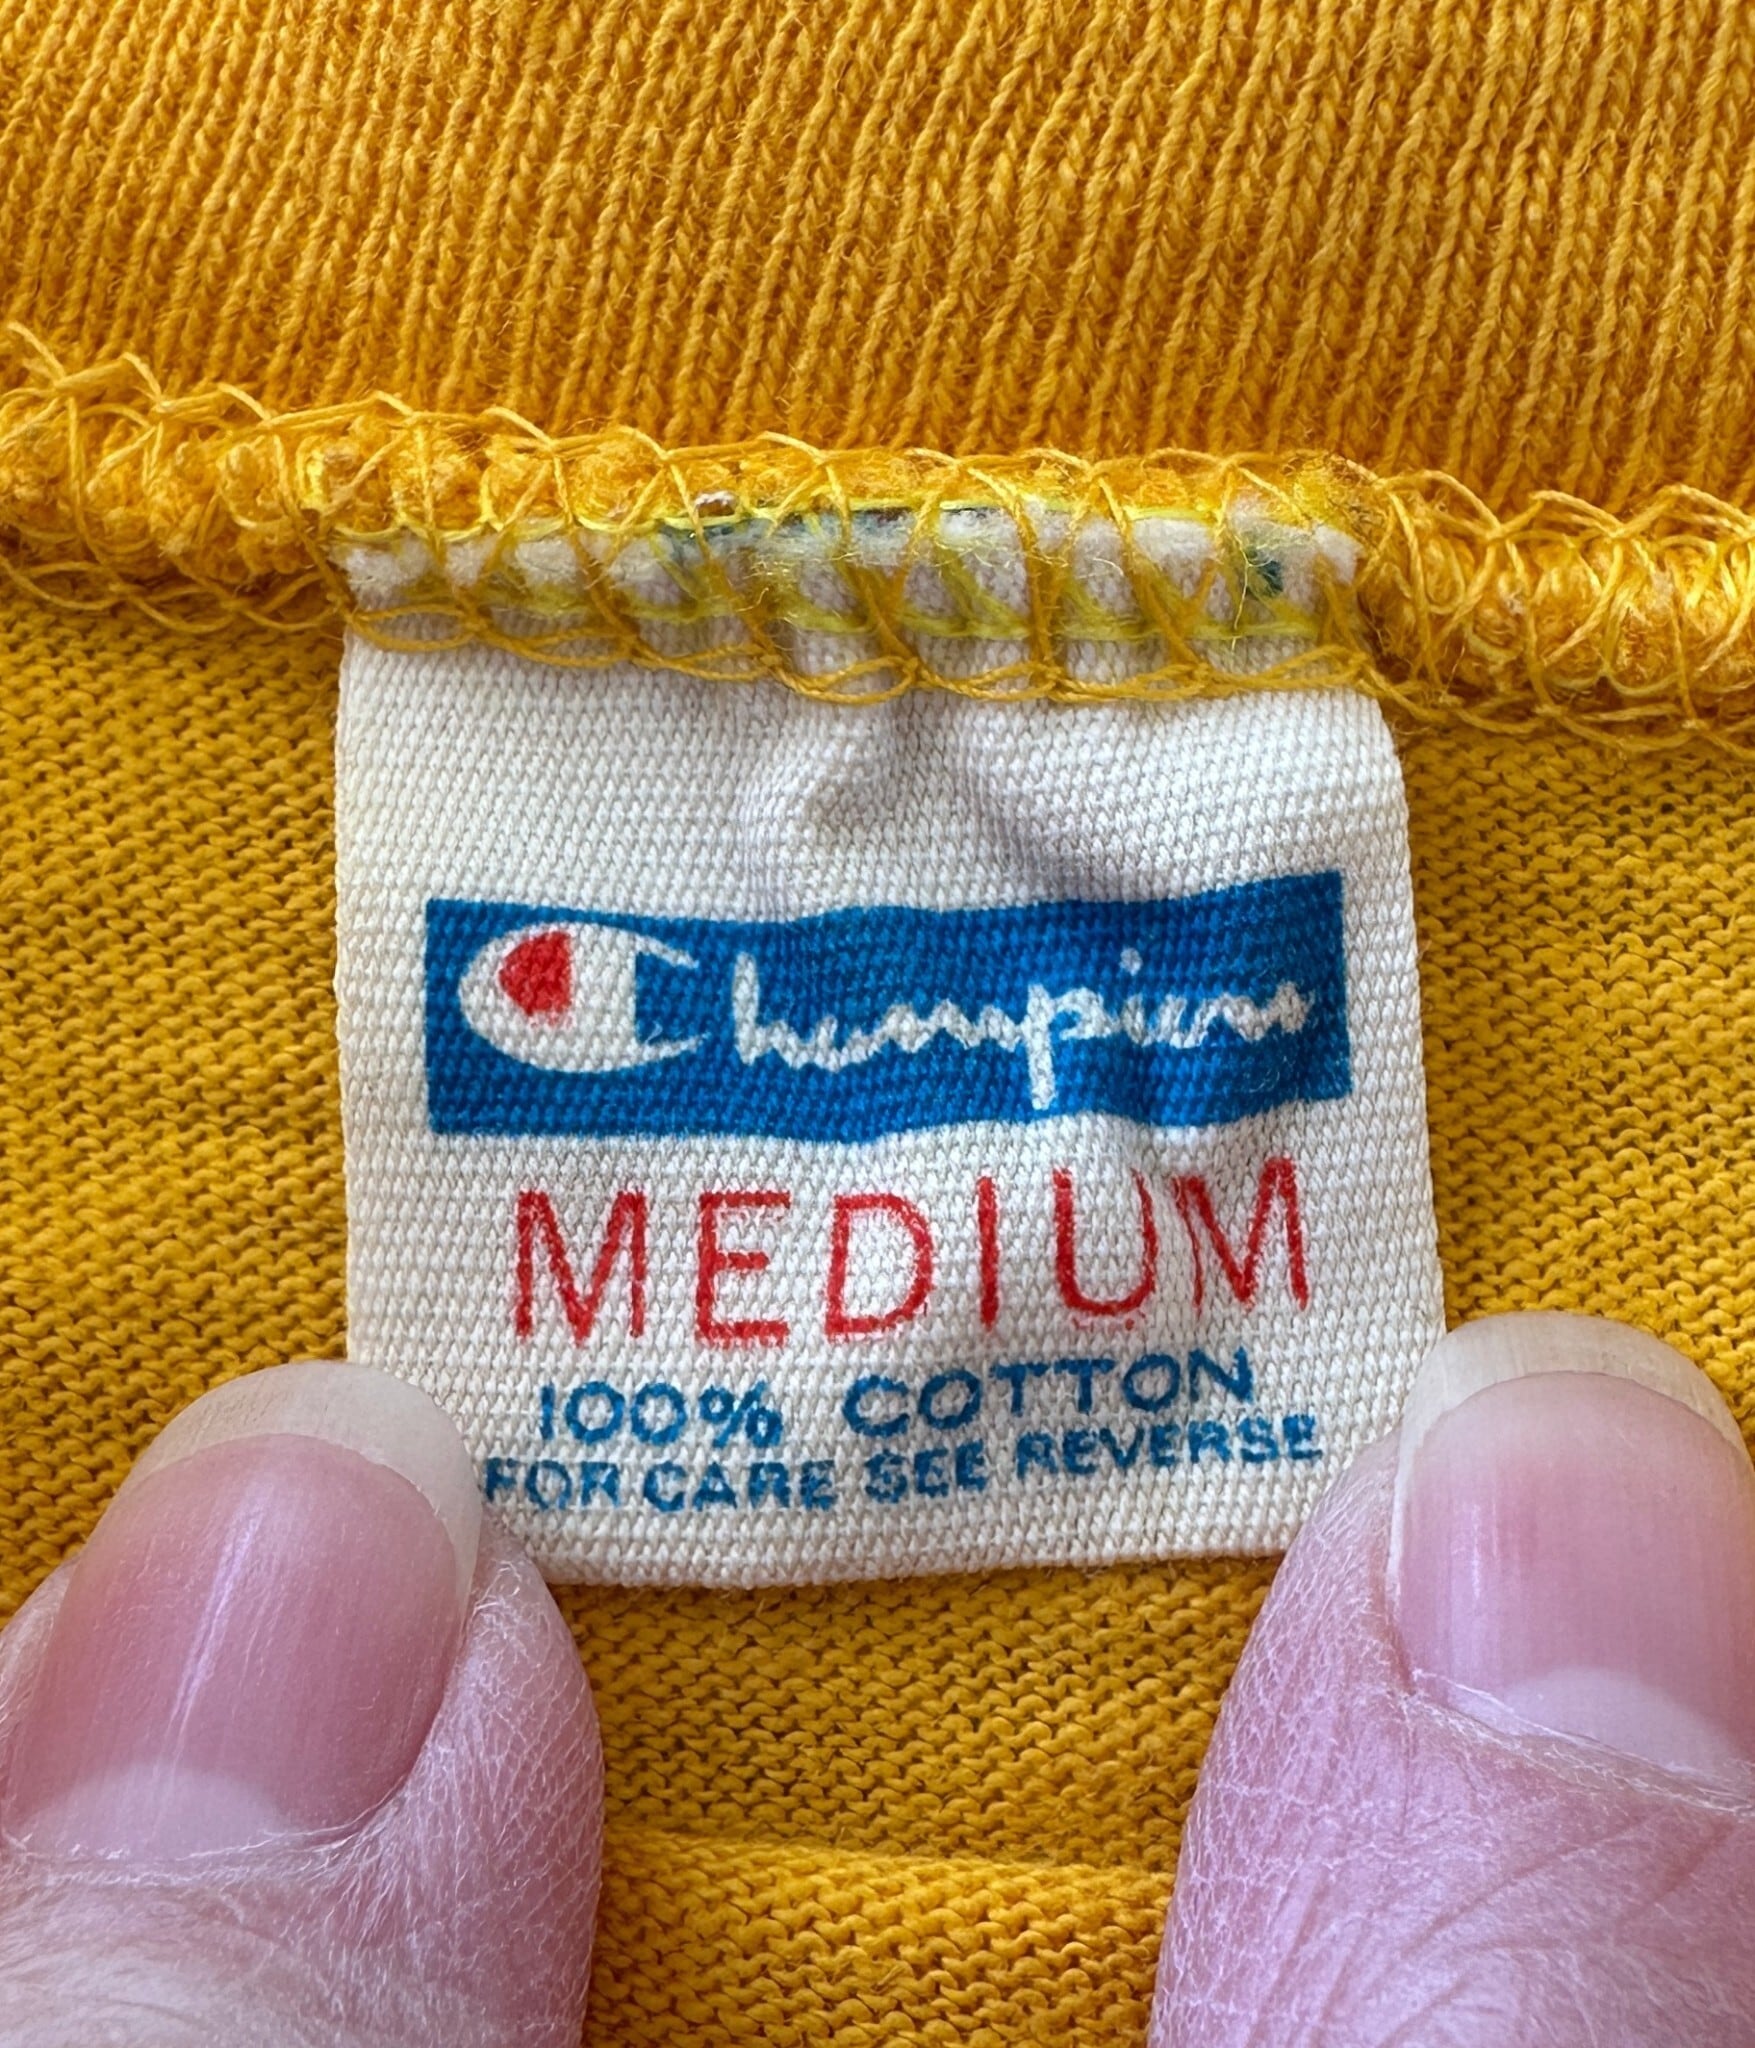 Champion
MEDIUM
100% COTTON
FOR CARE SEE REVERSE